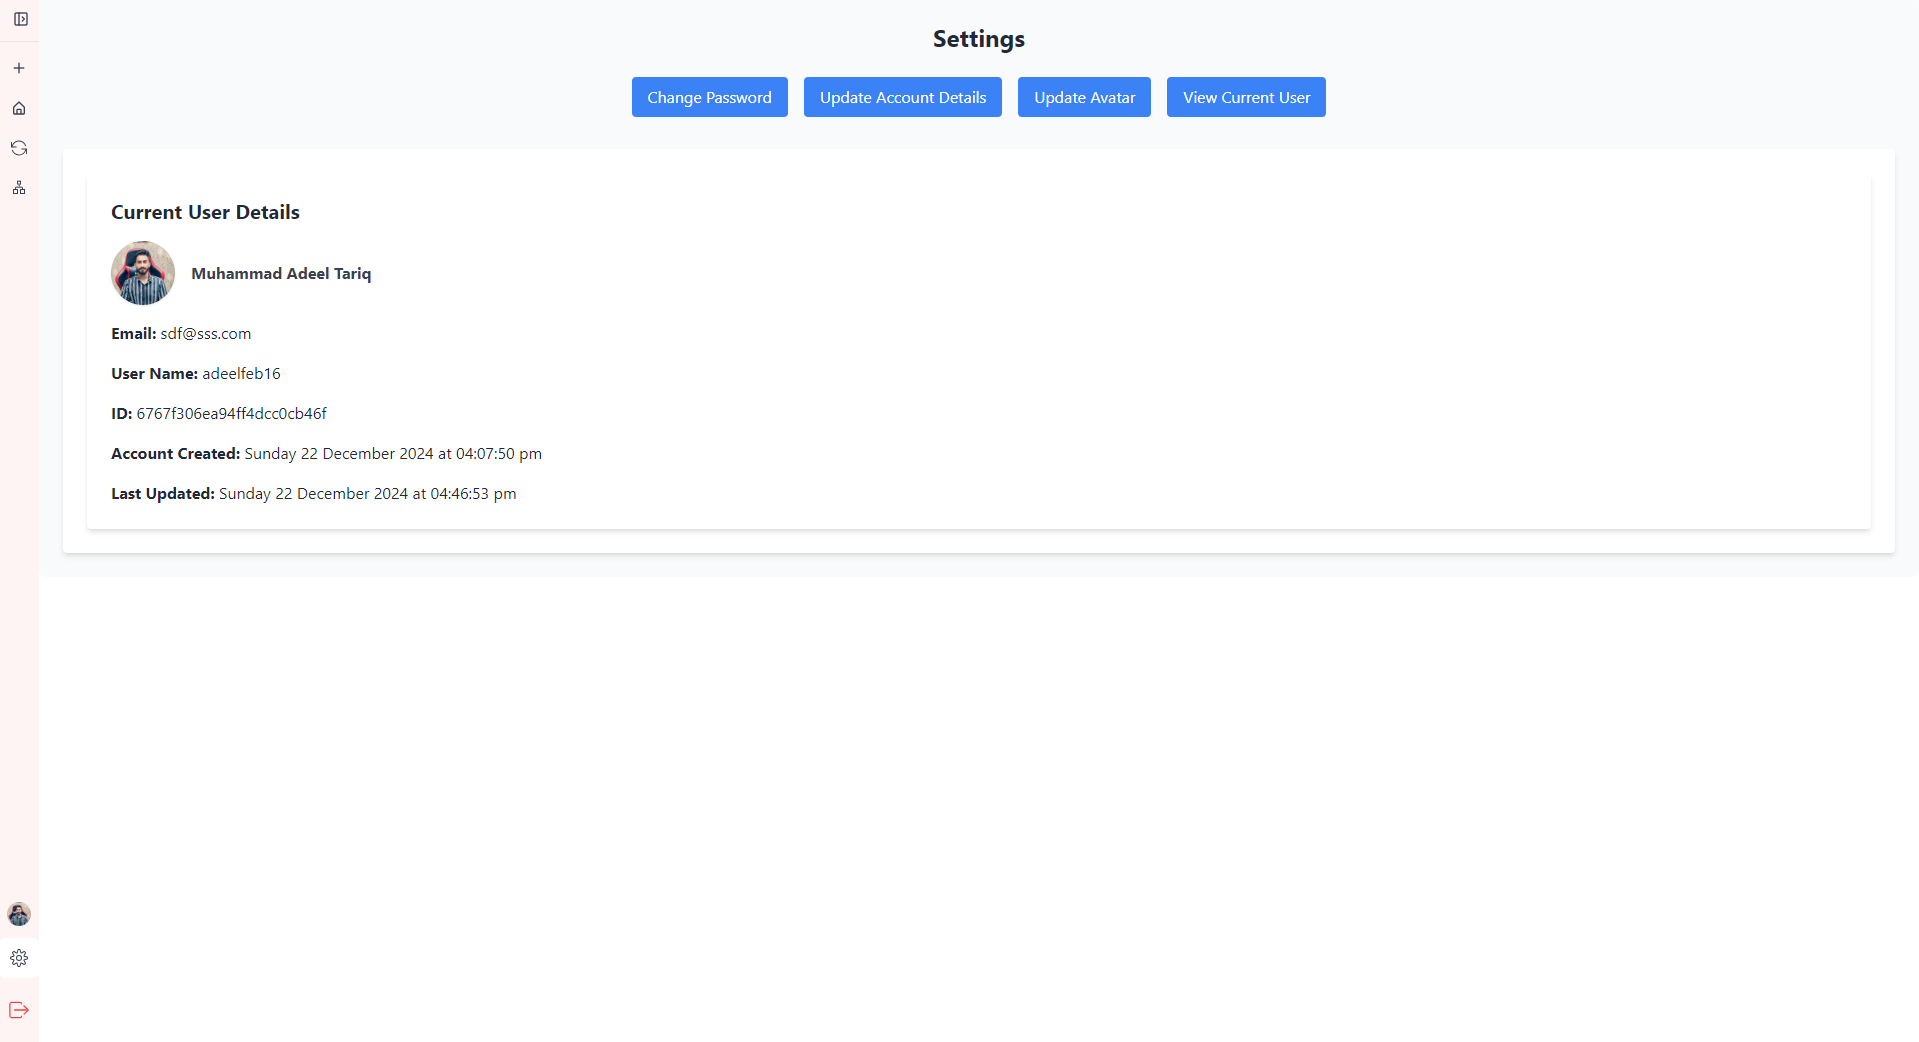 Settings
Change Password
Update Account Details
Update Avatar
View Current User
Current User Details
Muhammad Adeel Tariq
Email: sdf@sss.com
User Name: adeelfeb16
ID: 6767f306ea94ff4dcc0cb46f
Account Created: Sunday 22 December 2024 at 04:07:50 pm
Last Updated: Sunday 22 December 2024 at 04:46:53 pm